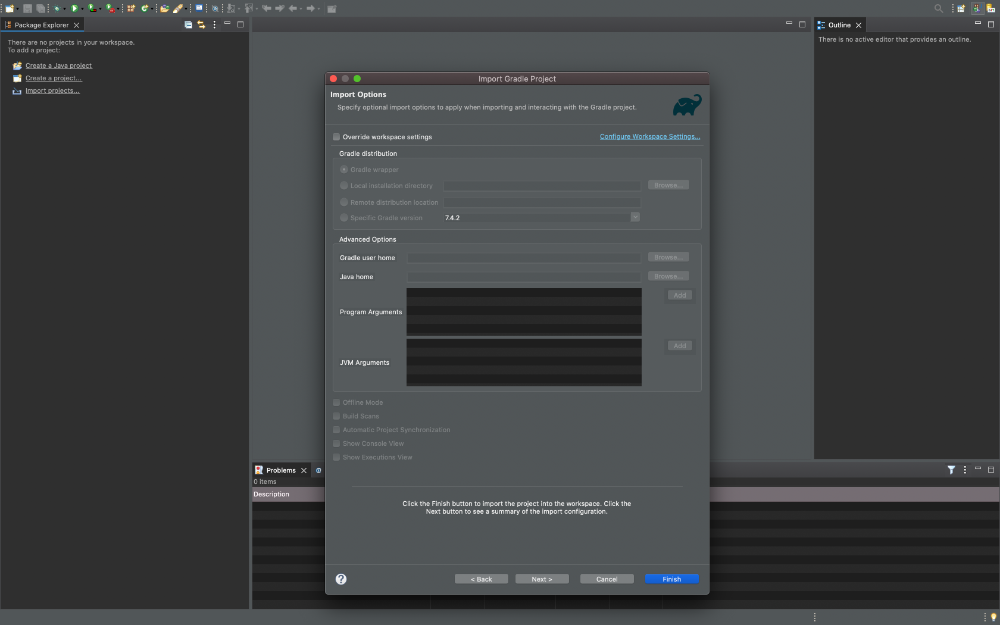 Package Explorer
There are no projects in your workspace.
To add a project:
Create a Java project
Create a project...
Import projects...
Outline
There is no active editor that provides an outline.
Import Gradle Project
Import Options
Specify optional import options to apply when importing and interacting with the Gradle project.
Override workspace settings
Configure Workspace Settings...
Gradle distribution
Gradle wrapper
Local installation directory
Browse...
Remote distribution location
Specific Gradle version
7.4.2
Advanced Options
Gradle user home
Browse...
Java home
Browse...
Program Arguments
Add
JVM Arguments
Add
Offline Mode
Build Scans
Automatic Project Synchronization
Show Console View
Show Executions View
Click the Finish button to import the project into the workspace. Click the
Next button to see a summary of the import configuration.
?
< Back
Next >
Cancel
Finish
Problems
0 items
Description